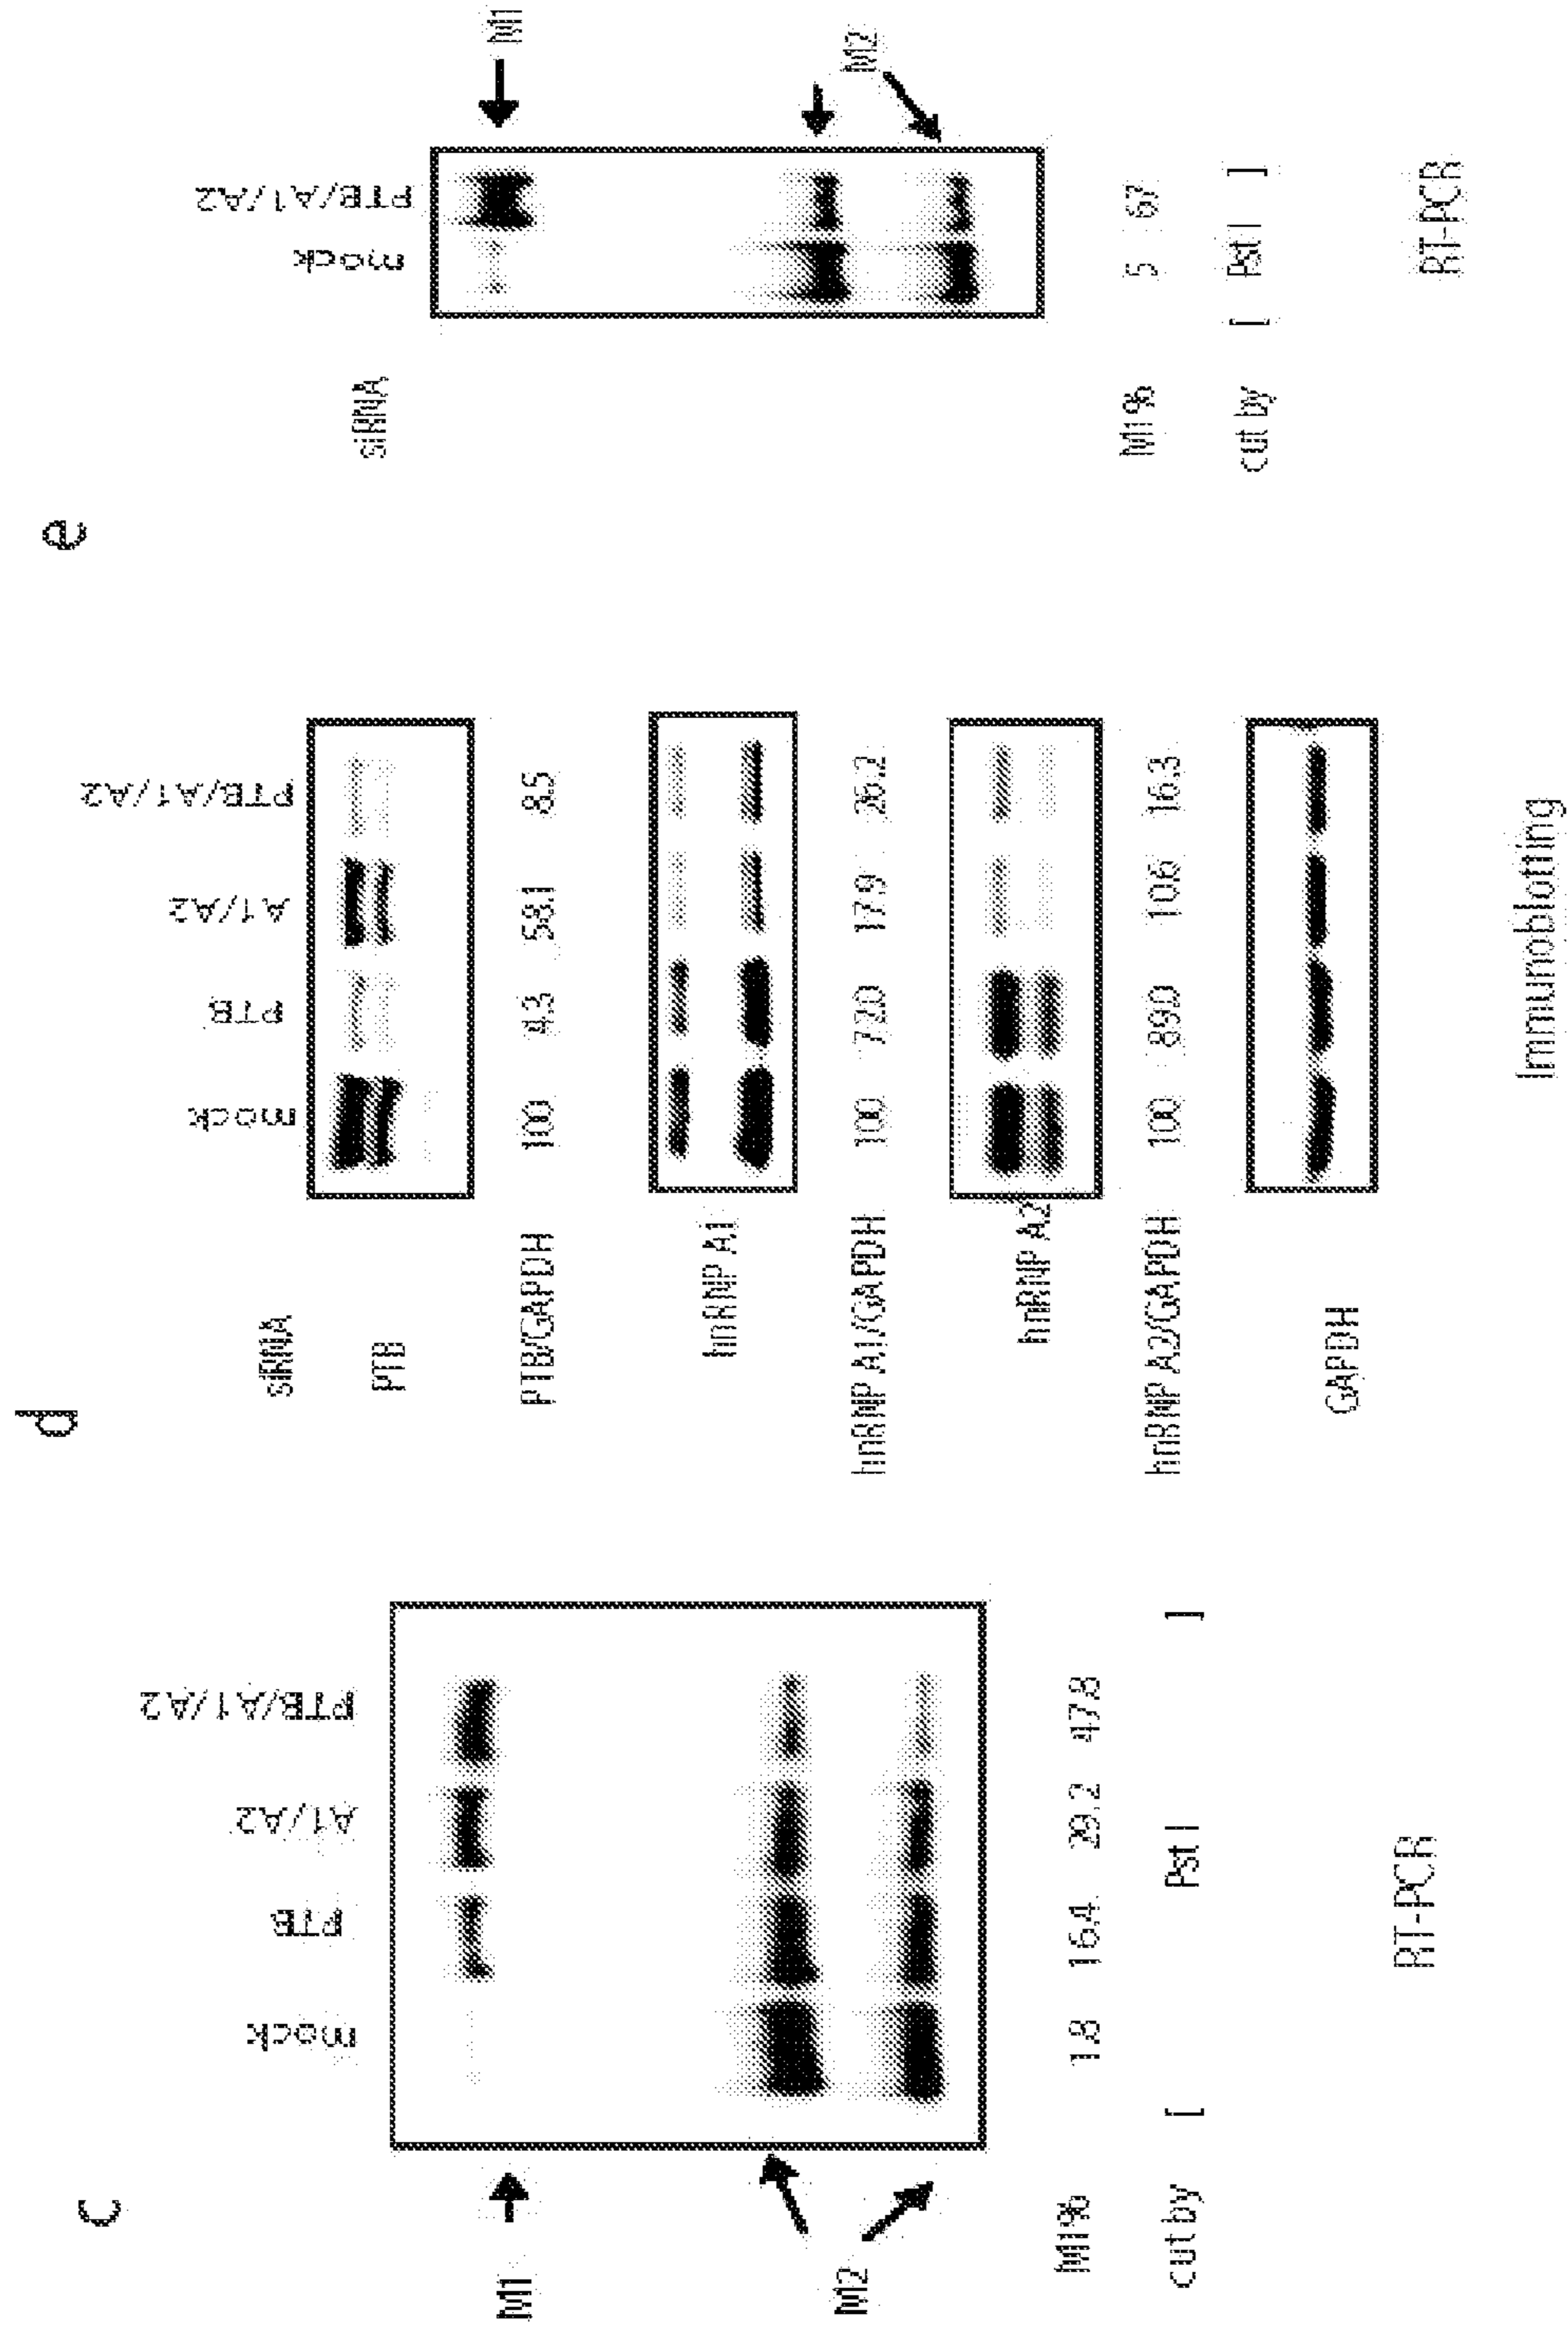 c
mock PTB A1/A2 PTB/A1/A2
M1
M2
M1% 1.8 16.4 29.2 47.8
cut by [ Pst I ]
RT-PCR
d
siRNA mock PTB A1/A2 PTB/A1/A2
PTB
PTB/GAPDH 100 4.3 58.1 8.5
hnRNP A1
hnRNP A1/GAPDH 100 72.0 17.9 26.2
hnRNP A2
hnRNP A2/GAPDH 100 89.0 10.6 16.3
GAPDH
Immunoblotting
e
siRNA mock PTB/A1/A2
M1
M2
M1% 5 67
cut by [ Pst I ]
RT-PCR